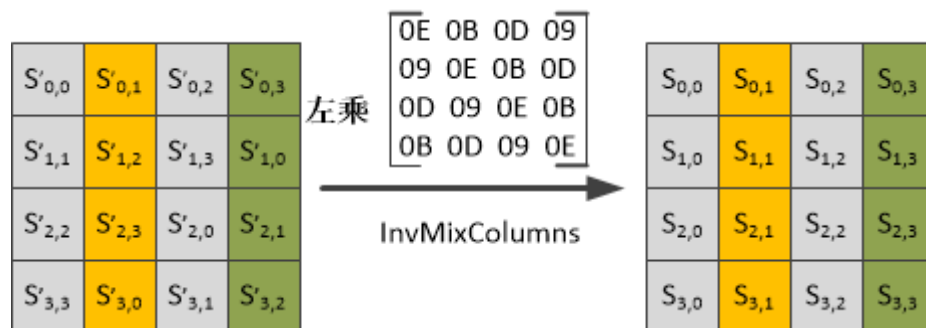 0E 0B 0D 09
09 0E 0B 0D
0D 09 0E 0B
0B 0D 09 0E
左乘
InvMixColumns
S'0,0 S'0,1 S'0,2 S'0,3
S'1,1 S'1,2 S'1,3 S'1,0
S'2,2 S'2,3 S'2,0 S'2,1
S'3,3 S'3,0 S'3,1 S'3,2
S0,0 S0,1 S0,2 S0,3
S1,0 S1,1 S1,2 S1,3
S2,0 S2,1 S2,2 S2,3
S3,0 S3,1 S3,2 S3,3